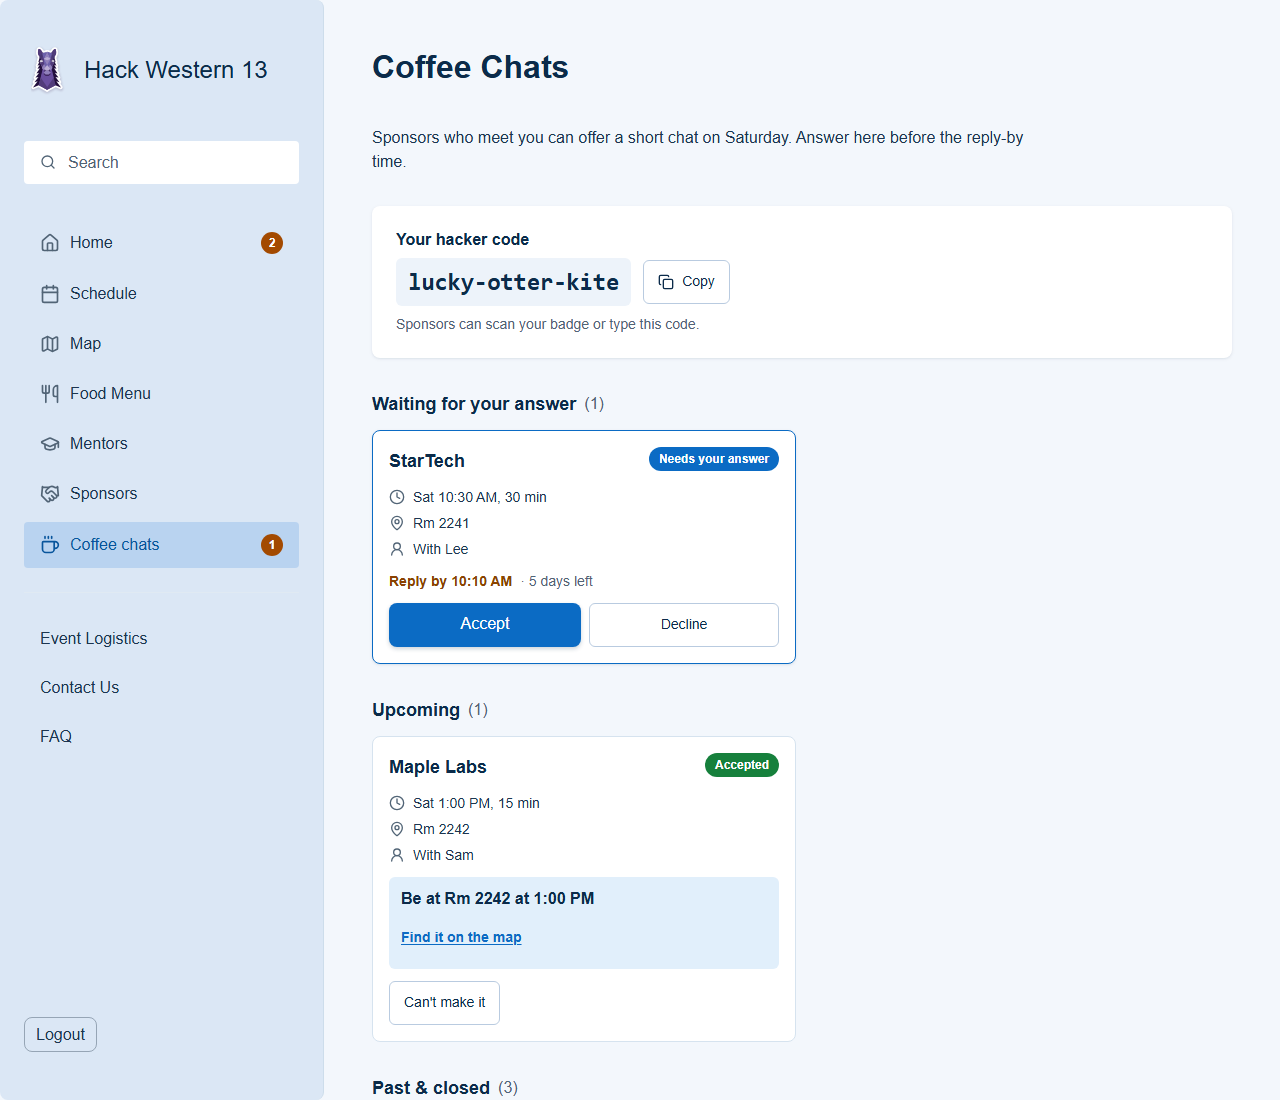 Hack Western 13
Search
Home 2
Schedule
Map
Food Menu
Mentors
Sponsors
Coffee chats 1
Event Logistics
Contact Us
FAQ
Logout
Coffee Chats
Sponsors who meet you can offer a short chat on Saturday. Answer here before the reply-by
time.
Your hacker code
lucky-otter-kite Copy
Sponsors can scan your badge or type this code.
Waiting for your answer (1)
StarTech Needs your answer
Sat 10:30 AM, 30 min
Rm 2241
With Lee
Reply by 10:10 AM · 5 days left
Accept Decline
Upcoming (1)
Maple Labs Accepted
Sat 1:00 PM, 15 min
Rm 2242
With Sam
Be at Rm 2242 at 1:00 PM
Find it on the map
Can't make it
Past & closed (3)